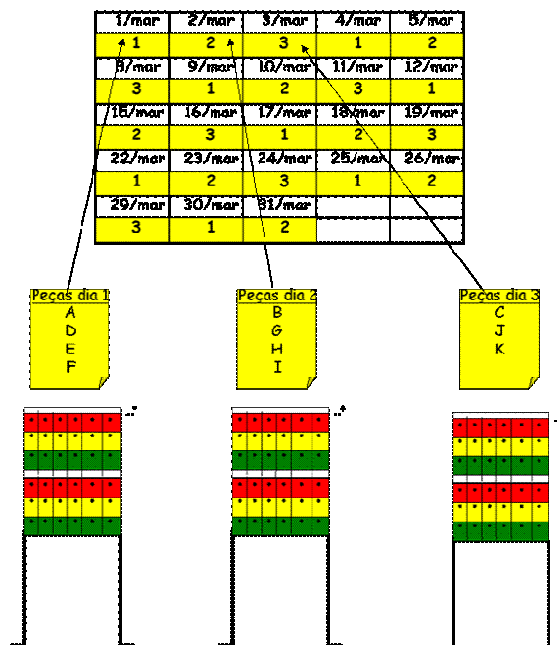 1/mar 2/mar 3/mar 4/mar 5/mar
1 2 3 1 2
8/mar 9/mar 10/mar 11/mar 12/mar
3 1 2 3 1
15/mar 16/mar 17/mar 18/mar 19/mar
2 3 1 2 3
22/mar 23/mar 24/mar 25/mar 26/mar
1 2 3 1 2
29/mar 30/mar 31/mar
3 1 2
Peças dia 1
A
D
E
F
Peças dia 2
B
G
H
I
Peças dia 3
C
J
K